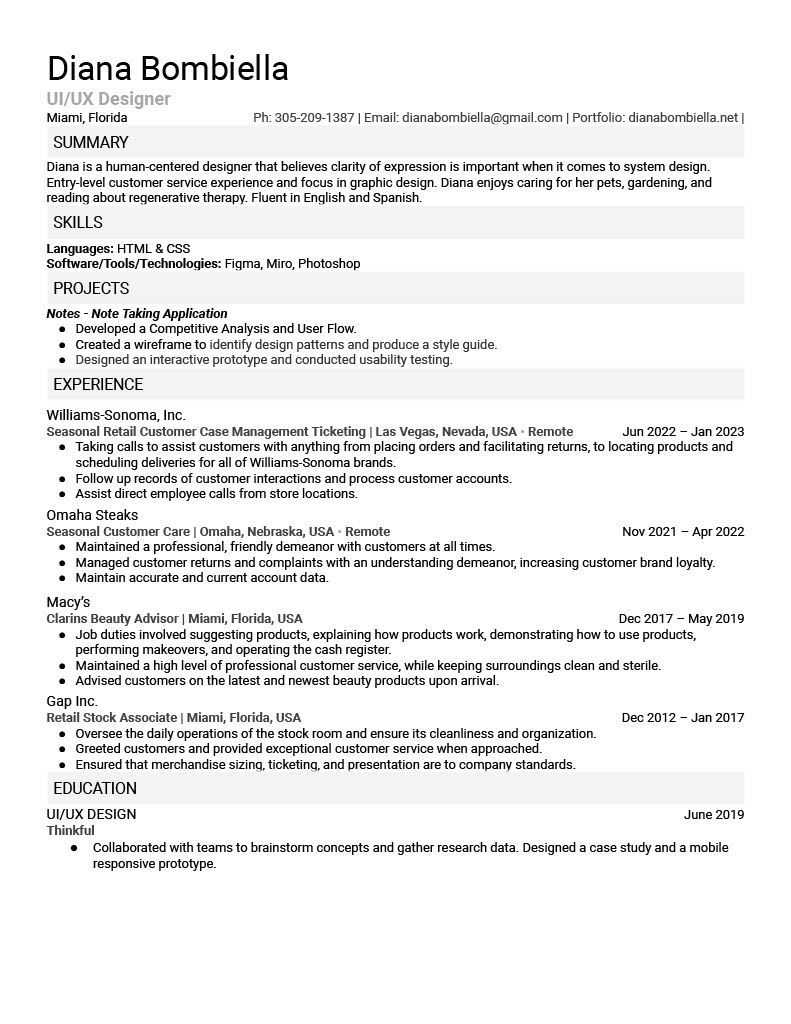 Diana Bombiella
UI/UX Designer
Miami, Florida Ph: 305-209-1387 | Email: dianabombiella@gmail.com | Portfolio: dianabombiella.net |
SUMMARY
Diana is a human-centered designer that believes clarity of expression is important when it comes to system design.
Entry-level customer service experience and focus in graphic design. Diana enjoys caring for her pets, gardening, and
reading about regenerative therapy. Fluent in English and Spanish.
SKILLS
Languages: HTML & CSS
Software/Tools/Technologies: Figma, Miro, Photoshop
PROJECTS
Notes - Note Taking Application
● Developed a Competitive Analysis and User Flow.
● Created a wireframe to identify design patterns and produce a style guide.
● Designed an interactive prototype and conducted usability testing.
EXPERIENCE
Williams-Sonoma, Inc.
Seasonal Retail Customer Case Management Ticketing | Las Vegas, Nevada, USA • Remote Jun 2022 – Jan 2023
● Taking calls to assist customers with anything from placing orders and facilitating returns, to locating products and
scheduling deliveries for all of Williams-Sonoma brands.
● Follow up records of customer interactions and process customer accounts.
● Assist direct employee calls from store locations.
Omaha Steaks
Seasonal Customer Care | Omaha, Nebraska, USA • Remote Nov 2021 – Apr 2022
● Maintained a professional, friendly demeanor with customers at all times.
● Managed customer returns and complaints with an understanding demeanor, increasing customer brand loyalty.
● Maintain accurate and current account data.
Macy’s
Clarins Beauty Advisor | Miami, Florida, USA Dec 2017 – May 2019
● Job duties involved suggesting products, explaining how products work, demonstrating how to use products,
performing makeovers, and operating the cash register.
● Maintained a high level of professional customer service, while keeping surroundings clean and sterile.
● Advised customers on the latest and newest beauty products upon arrival.
Gap Inc.
Retail Stock Associate | Miami, Florida, USA Dec 2012 – Jan 2017
● Oversee the daily operations of the stock room and ensure its cleanliness and organization.
● Greeted customers and provided exceptional customer service when approached.
● Ensured that merchandise sizing, ticketing, and presentation are to company standards.
EDUCATION
UI/UX DESIGN June 2019
Thinkful
● Collaborated with teams to brainstorm concepts and gather research data. Designed a case study and a mobile
responsive prototype.